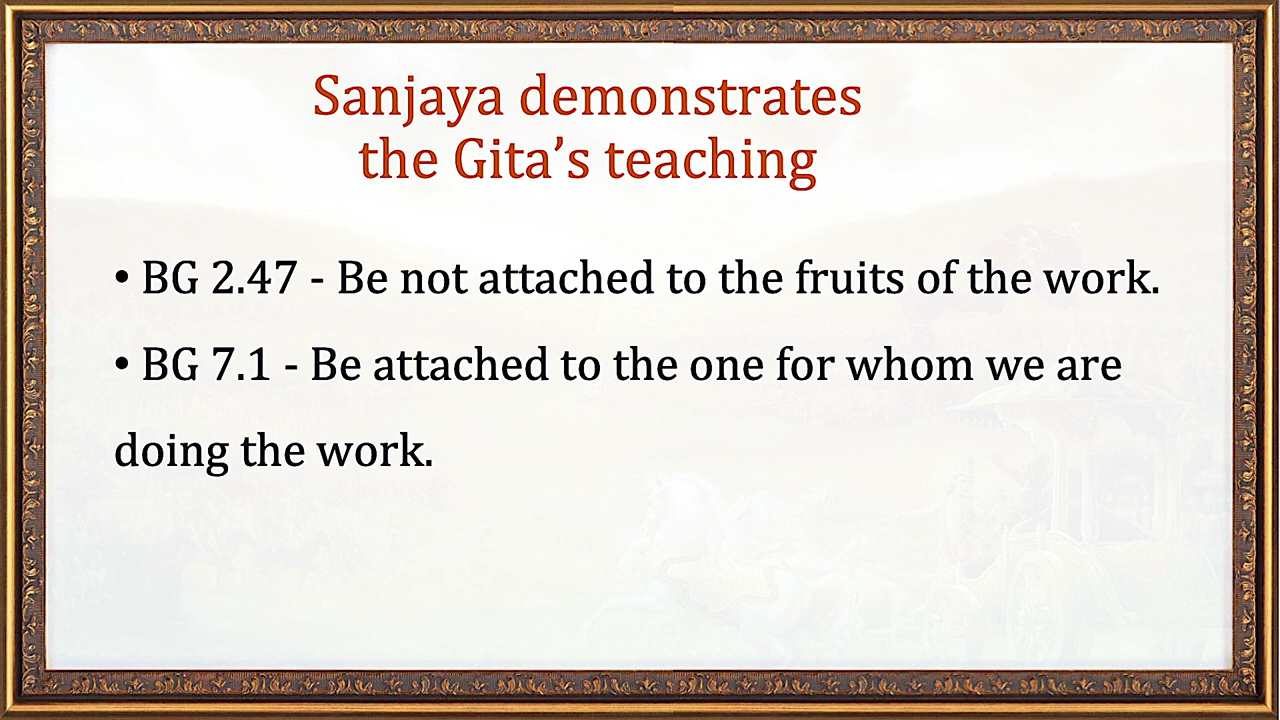 Sanjaya demonstrates
the Gita’s teaching
• BG 2.47 - Be not attached to the fruits of the work.
• BG 7.1 - Be attached to the one for whom we are
doing the work.